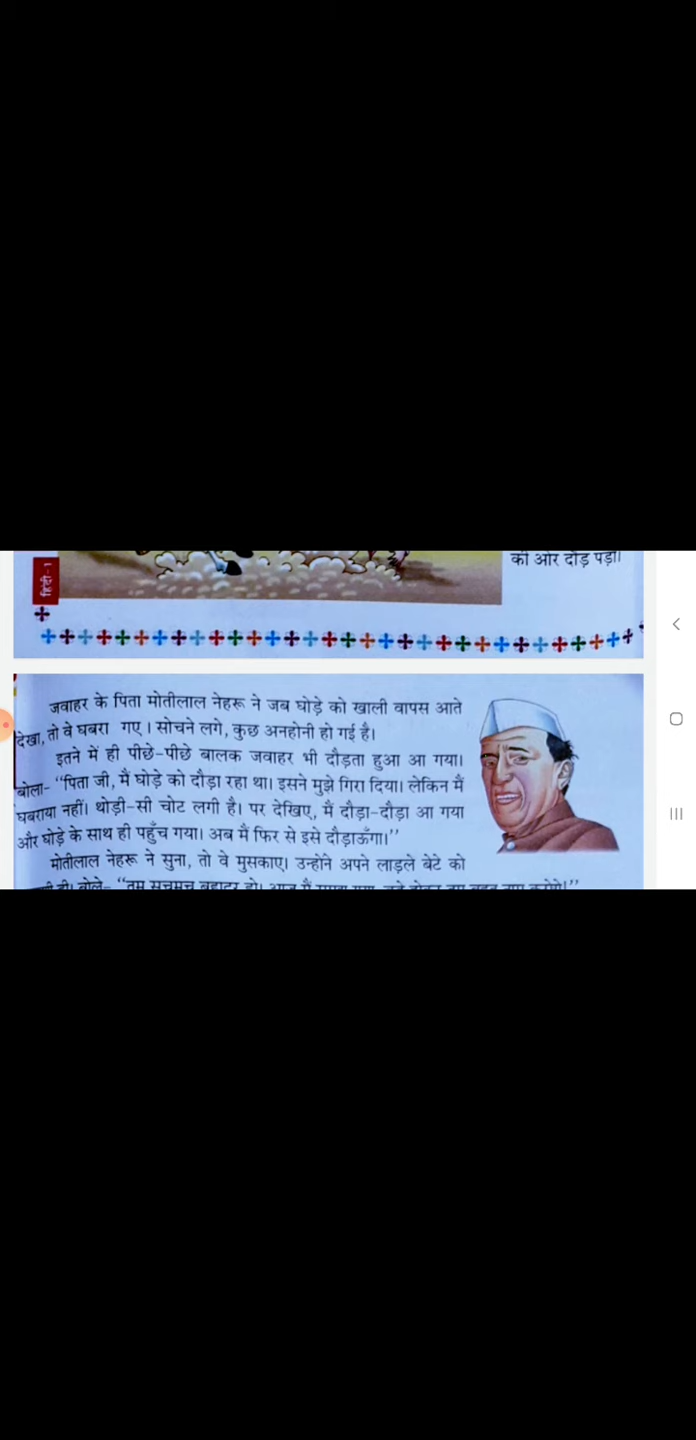 की ओर दौड़ पड़ा।
हिंदी-1
जवाहर के पिता मोतीलाल नेहरू ने जब घोड़े को खाली वापस आते
देखा, तो वे घबरा गए। सोचने लगे, कुछ अनहोनी हो गई है।
इतने में ही पीछे-पीछे बालक जवाहर भी दौड़ता हुआ आ गया।
बोला- “पिता जी, मैं घोड़े को दौड़ा रहा था। इसने मुझे गिरा दिया। लेकिन मैं
घबराया नहीं। थोड़ी-सी चोट लगी है। पर देखिए, मैं दौड़ा-दौड़ा आ गया
और घोड़े के साथ ही पहुँच गया। अब मैं फिर से इसे दौड़ाऊँगा।”
मोतीलाल नेहरू ने सुना, तो वे मुसकाए। उन्होंने अपने लाड़ले बेटे को
दी। बोले- “तुम सचमुच बहादुर हो। आज मैं